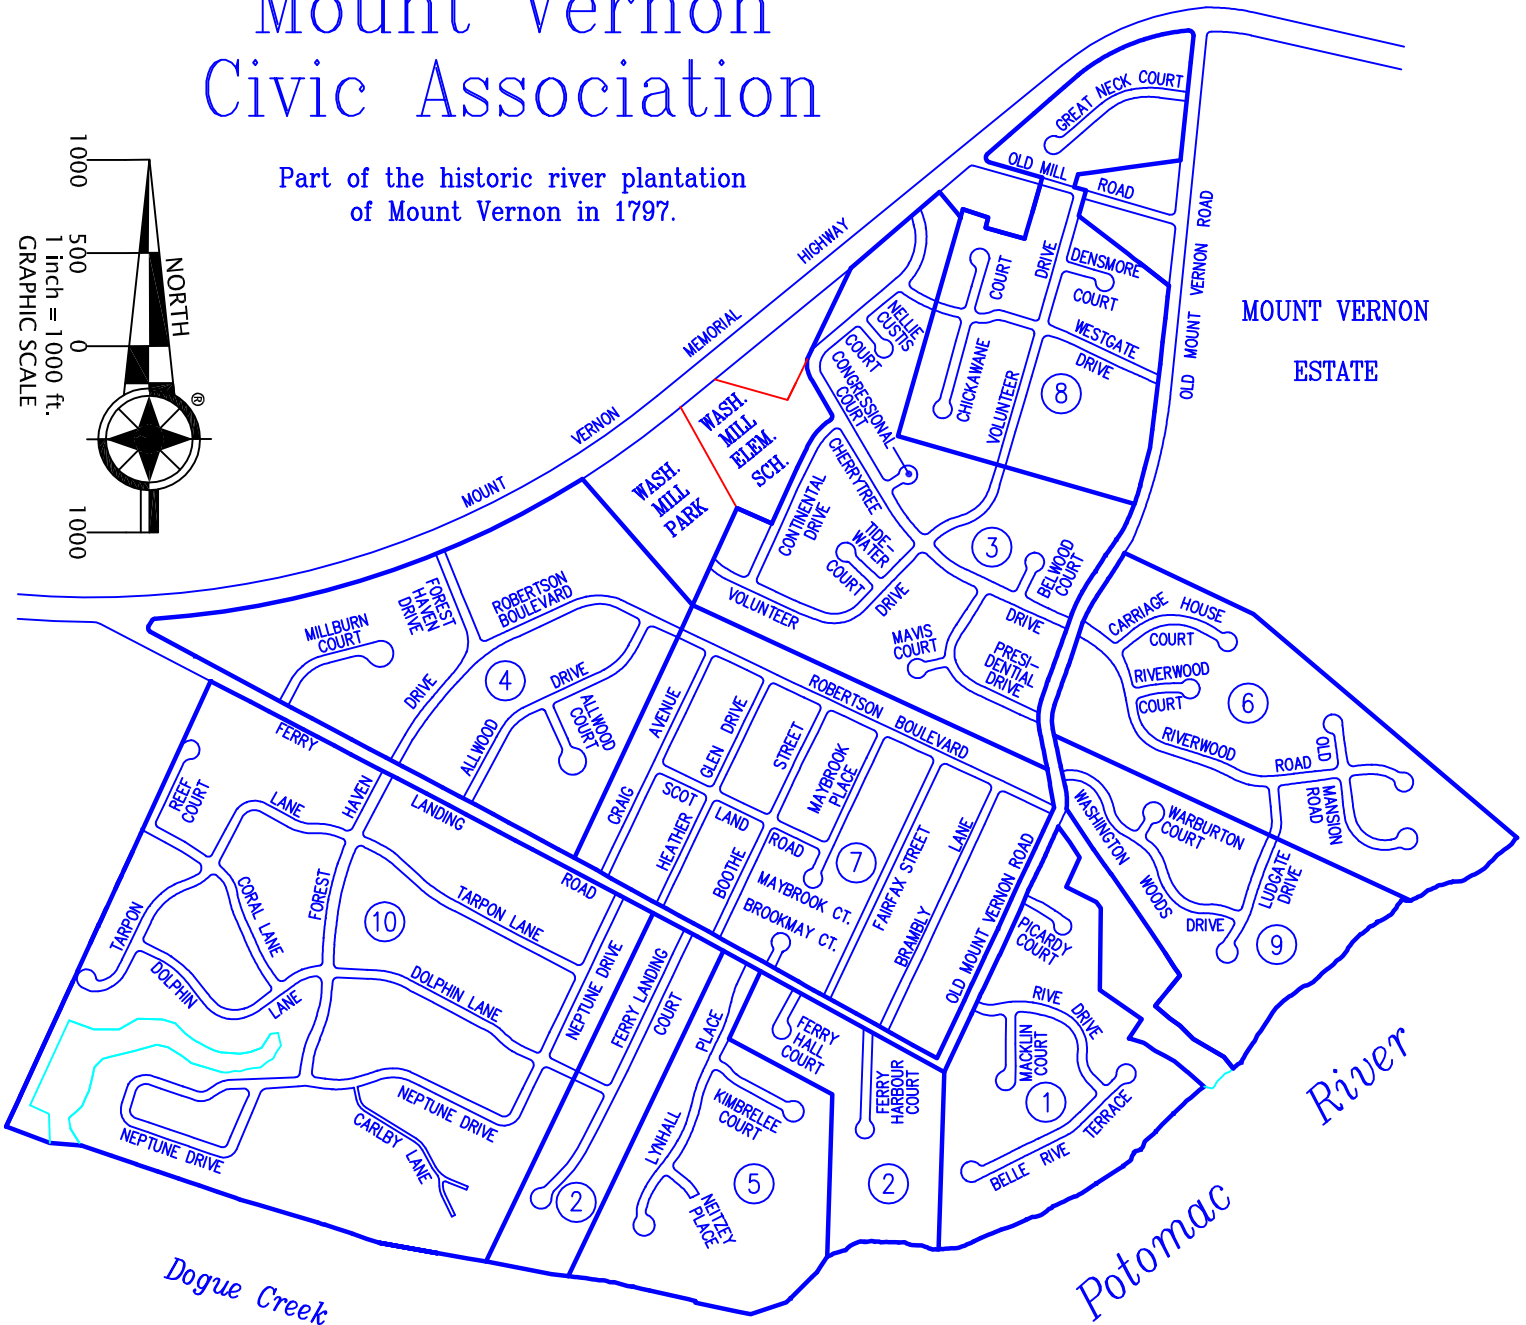 Mount Vernon
Civic Association
Part of the historic river plantation
of Mount Vernon in 1797.
1000
500
0
1000
1 inch = 1000 ft.
GRAPHIC SCALE
NORTH
®
MOUNT VERNON
ESTATE
GREAT NECK COURT
OLD MILL ROAD
OLD MOUNT VERNON ROAD
MOUNT VERNON MEMORIAL HIGHWAY
DENSMORE
COURT
WESTGATE
DRIVE
CHICKAWANE
COURT
VOLUNTEER
DRIVE
8
NELLIE
CUSTIS
COURT
CONGRESSIONAL
COURT
WASH.
MILL
ELEM.
SCH.
WASH.
MILL
PARK
CHERRYTREE
DRIVE
CONTINENTAL
DRIVE
TIDE-
WATER
COURT
VOLUNTEER
DRIVE
3
BELWOOD
COURT
MAVIS
COURT
PRESI-
DENTIAL
DRIVE
CARRIAGE HOUSE
COURT
RIVERWOOD
COURT
6
RIVERWOOD ROAD
OLD
MANSION
ROAD
WASHINGTON WOODS DRIVE
WARBURTON
COURT
LUDGATE
DRIVE
9
FOREST
HAVEN
DRIVE
ROBERTSON
BOULEVARD
MILLBURN
COURT
DRIVE
4
ALLWOOD DRIVE
ALLWOOD
COURT
ROBERTSON BOULEVARD
CRAIG AVENUE
GLEN DRIVE
HEATHER
STREET
BOOTHE
MAYBROOK
PLACE
SCOT LAND ROAD
7
MAYBROOK CT.
BROOKMAY CT.
FAIRFAX STREET
BRAMBLY LANE
OLD MOUNT VERNON ROAD
FERRY LANDING ROAD
REEF
COURT
LANE
FOREST HAVEN
TARPON
CORAL LANE
10
TARPON LANE
DOLPHIN LANE
DOLPHIN LANE
NEPTUNE DRIVE
NEPTUNE DRIVE
NEPTUNE DRIVE
CARLBY LANE
FERRY LANDING
COURT
2
LYNHALL PLACE
KIMBRELEE
COURT
NEITZEY
PLACE
5
FERRY
HALL
COURT
FERRY
HARBOUR
COURT
2
PICARDY
COURT
RIVE DRIVE
MACKLIN
COURT
1
BELLE RIVE TERRACE
Dogue Creek
Potomac River